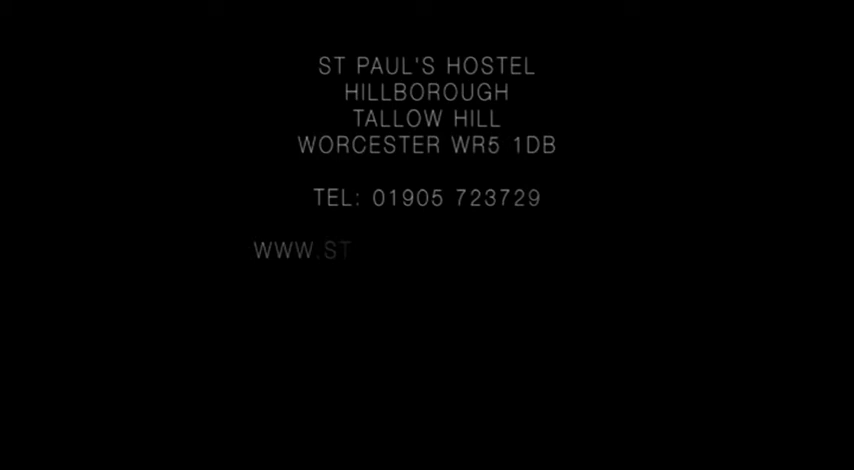 ST PAUL'S HOSTEL
HILLBOROUGH
TALLOW HILL
WORCESTER WR5 1DB
TEL: 01905 723729
WWW.ST